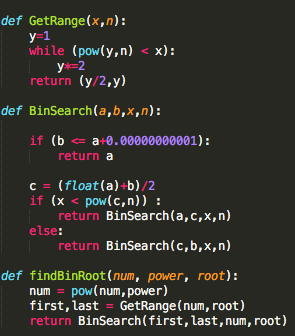 def GetRange(x,n):
    y=1
    while (pow(y,n) < x):
        y*=2
    return (y/2,y)

def BinSearch(a,b,x,n):

    if (b <= a+0.00000000001):
        return a

    c = (float(a)+b)/2
    if (x < pow(c,n)) :
        return BinSearch(a,c,x,n)
    else:
        return BinSearch(c,b,x,n)

def findBinRoot(num, power, root):
    num = pow(num,power)
    first,last = GetRange(num,root)
    return BinSearch(first,last,num,root)